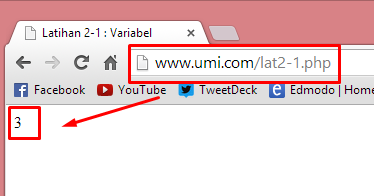 Latihan 2-1 : Variabel
www.umi.com/lat2-1.php
Facebook YouTube TweetDeck Edmodo | Home
3